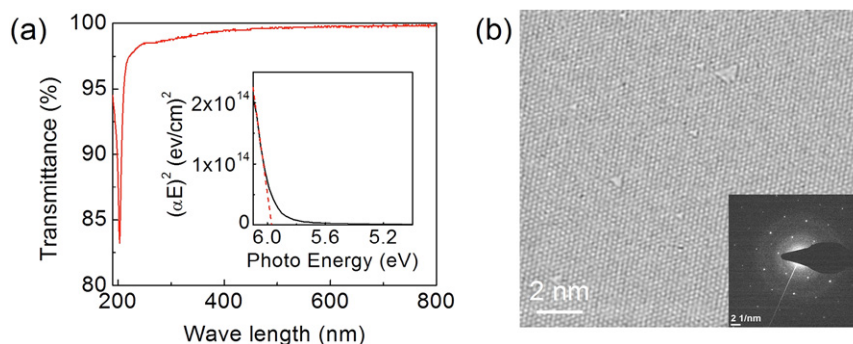 (a)
100
95
90
85
80
Transmittance (%)
200 400 600 800
Wave length (nm)
(αE)² (ev/cm)²
2x10¹⁴
1x10¹⁴
0
6.0 5.6 5.2
Photo Energy (eV)
(b)
2 nm
2 1/nm